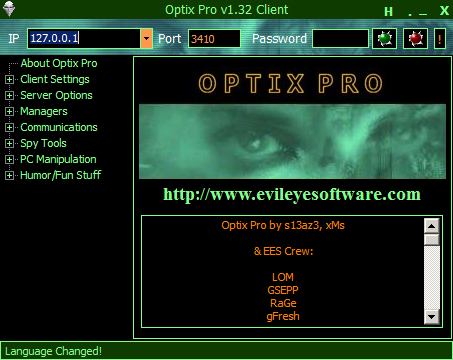 Optix Pro v1.32 Client
H . _ X
IP 127.0.0.1 Port 3410 Password !
About Optix Pro
Client Settings
Server Options
Managers
Communications
Spy Tools
PC Manipulation
Humor/Fun Stuff
OPTIX PRO
http://www.evileyesoftware.com
Optix Pro by s13az3, xMs
& EES Crew:
LOM
GSEPP
RaGe
gFresh
Language Changed!